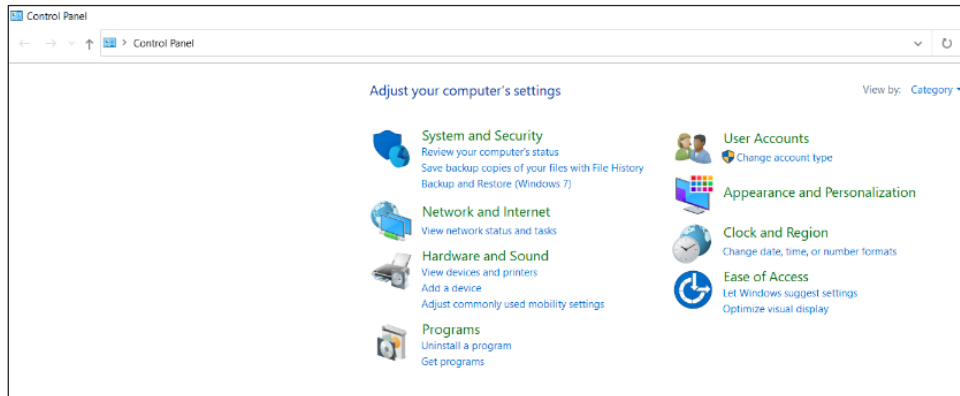 Control Panel
Control Panel
Adjust your computer's settings
View by: Category
System and Security
Review your computer's status
Save backup copies of your files with File History
Backup and Restore (Windows 7)
Network and Internet
View network status and tasks
Hardware and Sound
View devices and printers
Add a device
Adjust commonly used mobility settings
Programs
Uninstall a program
Get programs
User Accounts
Change account type
Appearance and Personalization
Clock and Region
Change date, time, or number formats
Ease of Access
Let Windows suggest settings
Optimize visual display